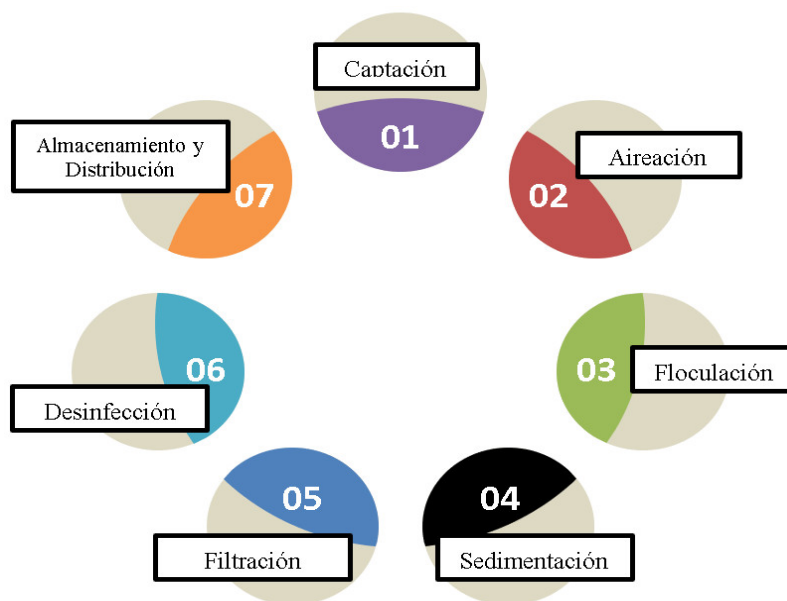 Captación
01
Aireación
02
03
Floculación
04
Sedimentación
05
Filtración
06
Desinfección
Almacenamiento y
Distribución
07